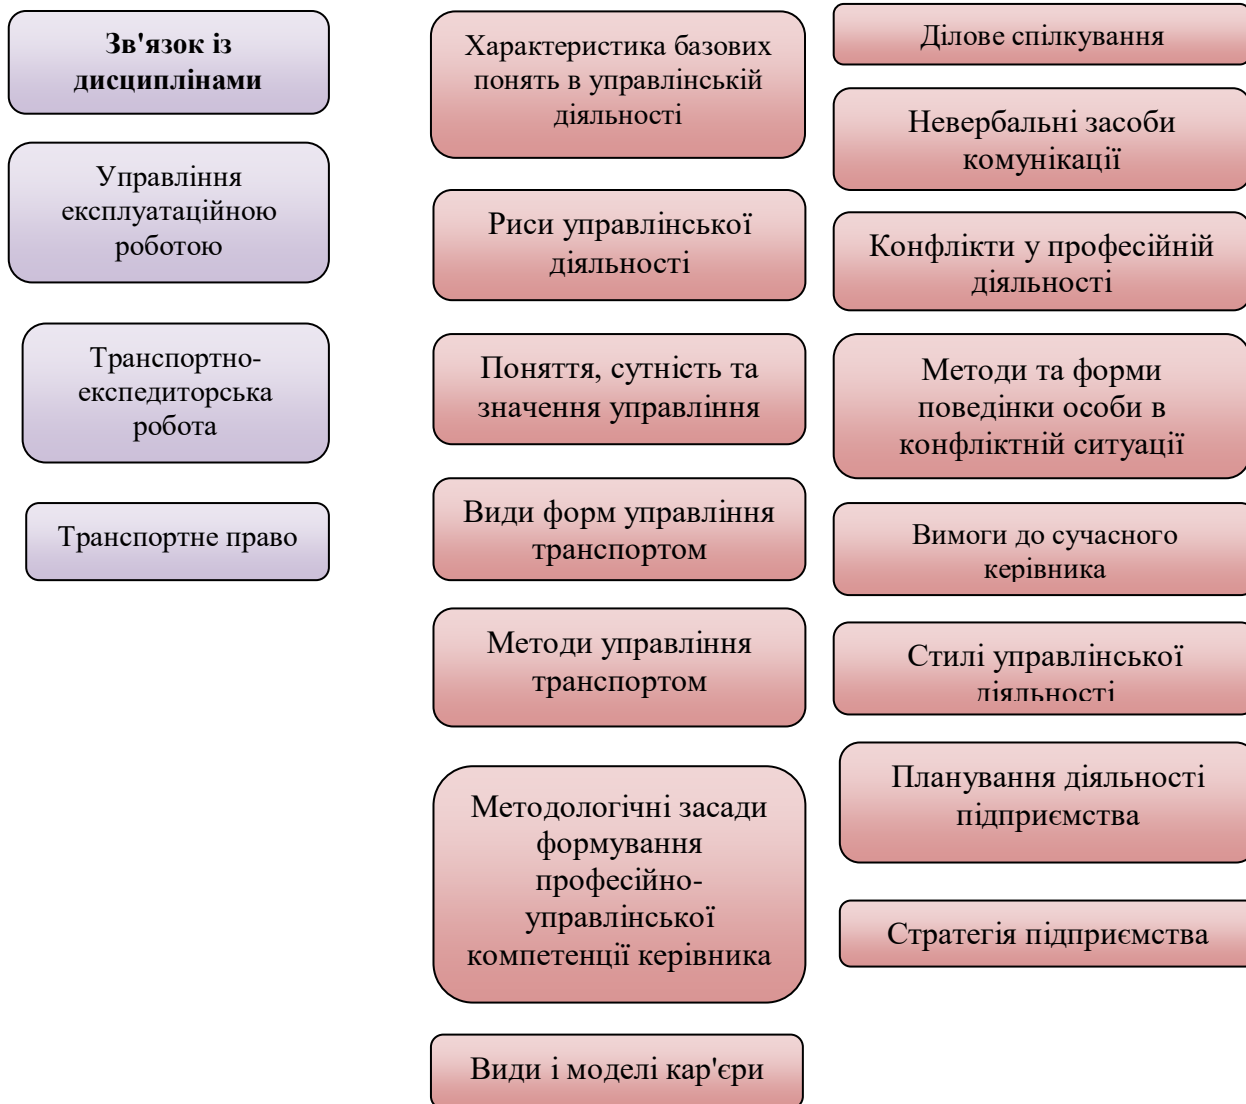 Зв'язок із
дисциплінами
Управління
експлуатаційною
роботою
Транспортно-
експедиторська
робота
Транспортне право
Характеристика базових
понять в управлінській
діяльності
Риси управлінської
діяльності
Поняття, сутність та
значення управління
Види форм управління
транспортом
Методи управління
транспортом
Методологічні засади
формування
професійно-
управлінської
компетенції керівника
Види і моделі кар'єри
Ділове спілкування
Невербальні засоби
комунікації
Конфлікти у професійній
діяльності
Методи та форми
поведінки особи в
конфліктній ситуації
Вимоги до сучасного
керівника
Стилі управлінської
діяльності
Планування діяльності
підприємства
Стратегія підприємства